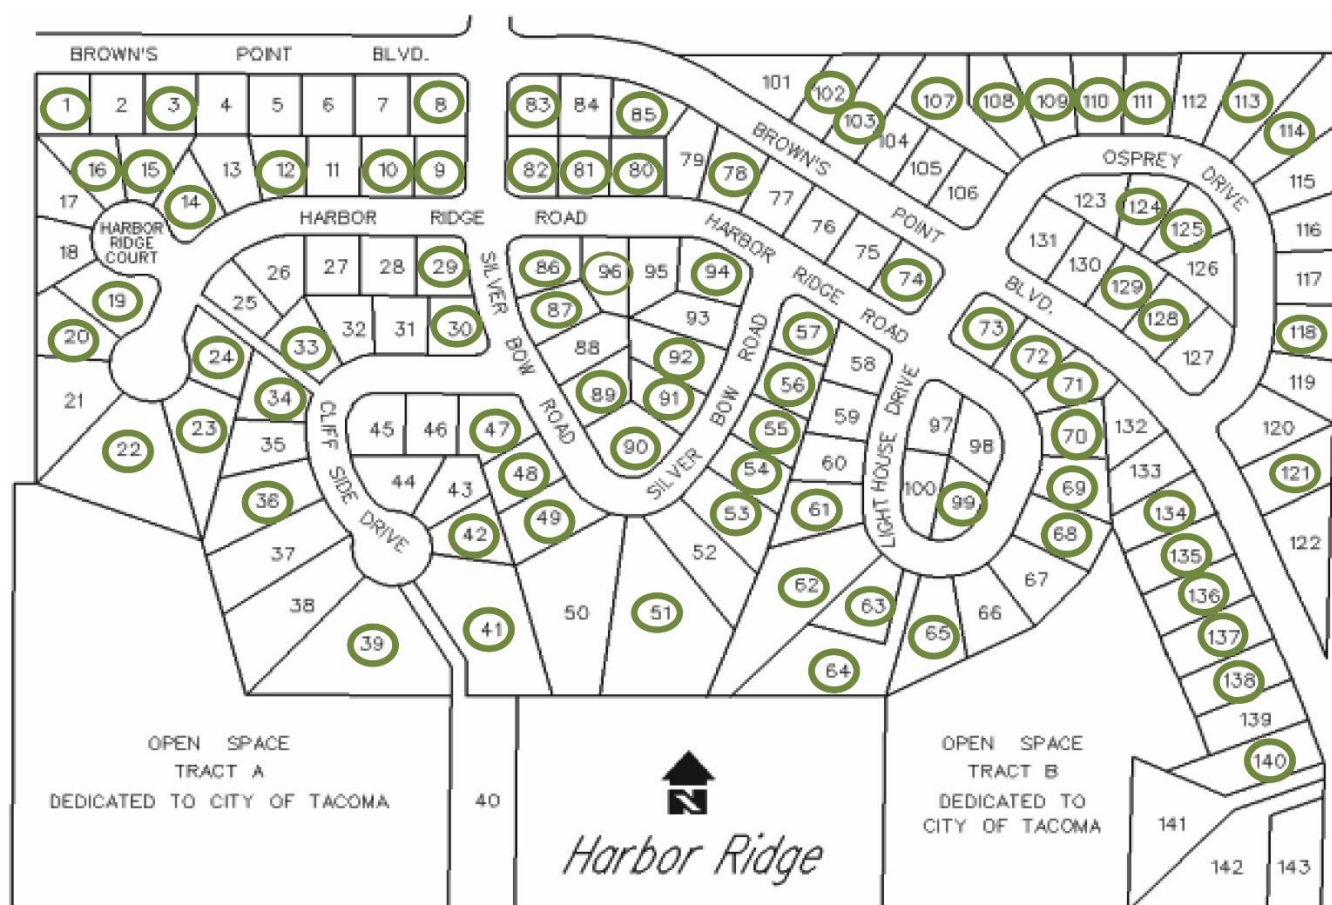 BROWN'S POINT BLVD.
1 2 3 4 5 6 7 8
83 84 85
101 102 103 104 105 106
107 108 109 110 111 112 113 114
BROWN'S POINT BLVD.
OSPREY DRIVE
17 16 15 14 13 12 11 10 9
82 81 80 79 78 77 76 75 74
115
116
117
118
119
120
121
122
123 124 125 126
131 130 129 128 127
HARBOR RIDGE COURT
HARBOR RIDGE ROAD
HARBOR RIDGE ROAD
18
19
20
21
22
23
24
25 26 27 28 29
33 32 31 30
34
35
36
37
38
39
SILVER BOW ROAD
SILVER BOW ROAD
86 96 95 94
87 93
88 92
89 91
90
57 58
56 59
55 60
54 61
53
52
51
50
49
48
47
46
45
44
43
42
41
CLIFF SIDE DRIVE
LIGHT HOUSE DRIVE
73 72 71
70
69
68
67
66
65
64
63
62
97 98
100 99
132
133
134
135
136
137
138
139
140
141
142
143
OPEN SPACE
TRACT A
DEDICATED TO CITY OF TACOMA
40
N
Harbor Ridge
OPEN SPACE
TRACT B
DEDICATED TO
CITY OF TACOMA